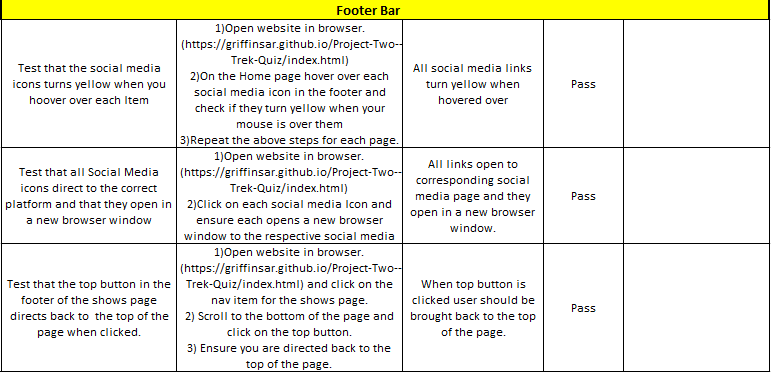 Footer Bar
Test that the social media
icons turns yellow when you
hoover over each Item
1)Open website in browser.
(https://griffinsar.github.io/Project-Two--
Trek-Quiz/index.html)
2)On the Home page hover over each
social media icon in the footer and
check if they turn yellow when your
mouse is over them
3)Repeat the above steps for each page.
All social media links
turn yellow when
hovered over
Pass
Test that all Social Media
icons direct to the correct
platform and that they open in
a new browser window
1)Open website in browser.
(https://griffinsar.github.io/Project-Two--
Trek-Quiz/index.html)
2)Click on each social media Icon and
ensure each opens a new browser
window to the respective social media
All links open to
corresponding social
media page and they
open in a new browser
window.
Pass
Test that the top button in the
footer of the shows page
directs back to the top of the
page when clicked.
1)Open website in browser.
(https://griffinsar.github.io/Project-Two--
Trek-Quiz/index.html) and click on the
nav item for the shows page.
2) Scroll to the bottom of the page and
click on the top button.
3) Ensure you are directed back to the
top of the page.
When top button is
clicked user should be
brought back to the top
of the page.
Pass